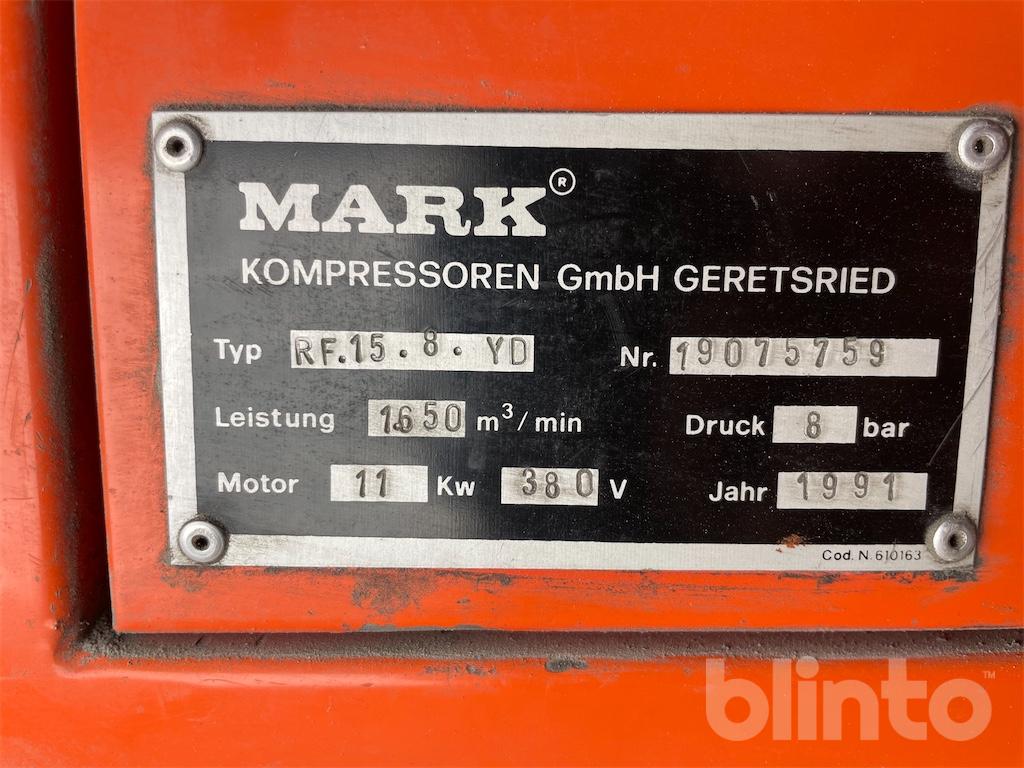 MARK®
KOMPRESSOREN GmbH GERETSRIED
Typ RF.15.8.YD Nr. 19075759
Leistung 1.650 m³/min Druck 8 bar
Motor 11 Kw 380 V Jahr 1991
Cod. N. 610163
blinto™